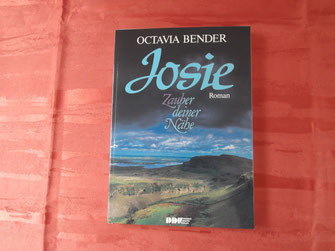 OCTAVIA BENDER
Josie
Roman
Zauber
deiner
Nähe